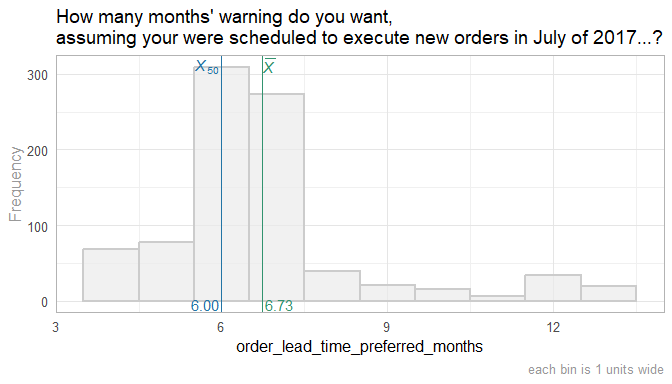 How many months' warning do you want,
assuming your were scheduled to execute new orders in July of 2017...?
300
200
100
0
Frequency
X50
X̅
6.00
6.73
3
6
9
12
order_lead_time_preferred_months
each bin is 1 units wide